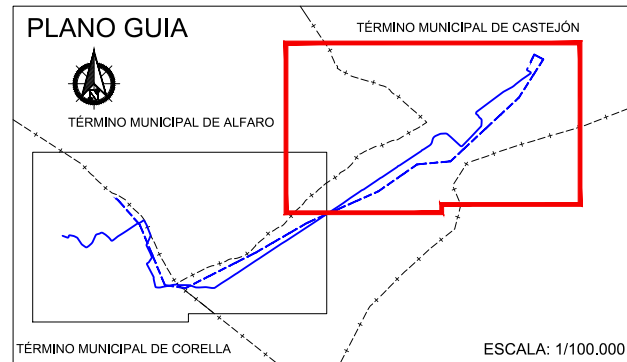 PLANO GUIA
TÉRMINO MUNICIPAL DE CASTEJÓN
N
TÉRMINO MUNICIPAL DE ALFARO
TÉRMINO MUNICIPAL DE CORELLA
ESCALA: 1/100.000